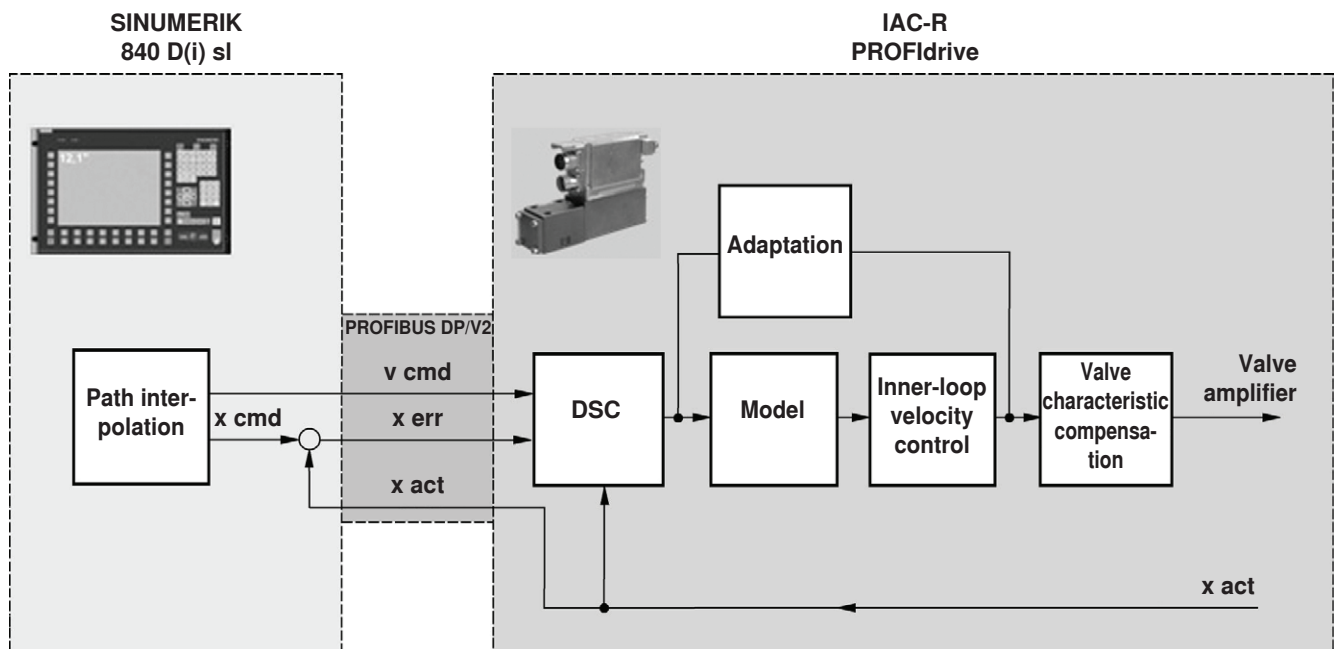 SINUMERIK
840 D(i) sl
IAC-R
PROFIdrive
12,1"
Adaptation
PROFIBUS DP/V2
Path inter-
polation
v cmd
x cmd
x err
x act
DSC
Model
Inner-loop
velocity
control
Valve
characteristic
compensa-
tion
Valve
amplifier
x act